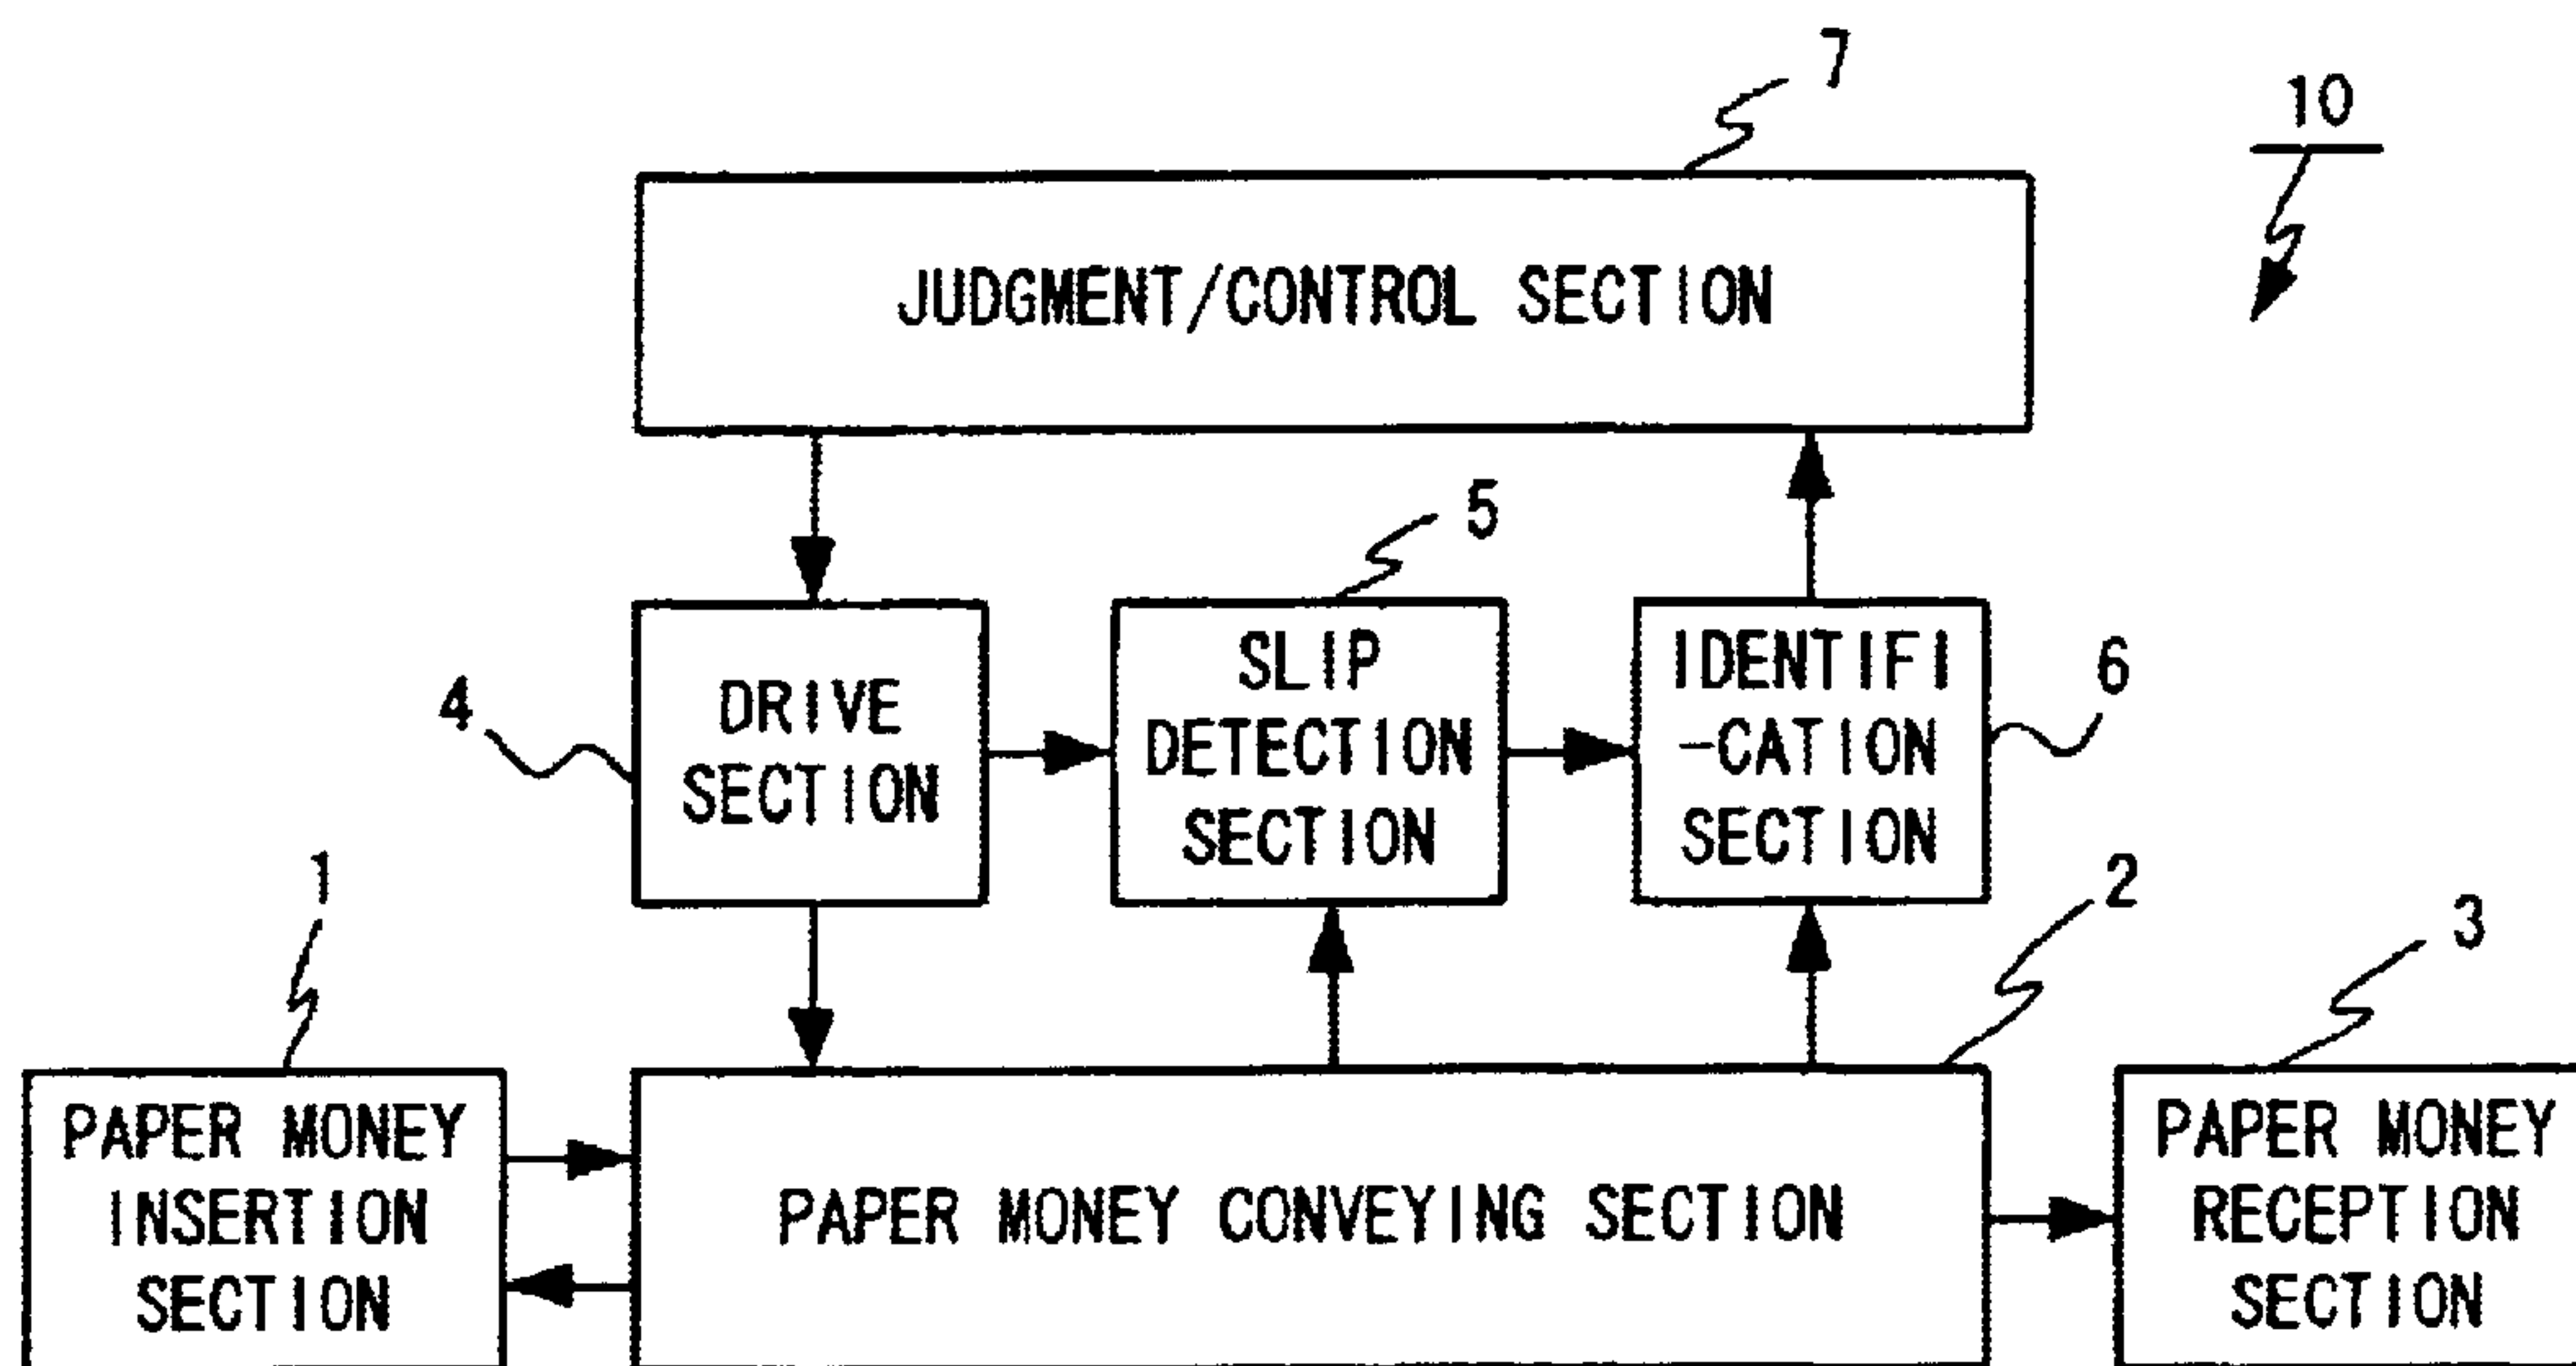 7
10
JUDGMENT/CONTROL SECTION
5
4
DRIVE
SECTION
SLIP
DETECTION
SECTION
IDENTIFI
-CATION
SECTION
6
1
2
3
PAPER MONEY
INSERTION
SECTION
PAPER MONEY CONVEYING SECTION
PAPER MONEY
RECEPTION
SECTION